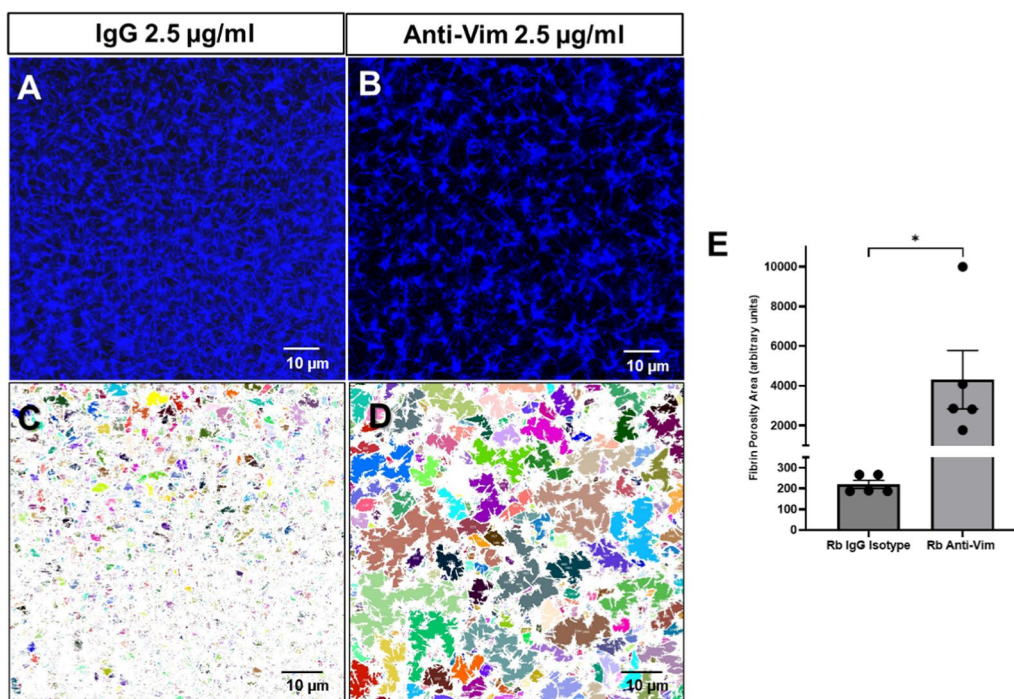 IgG 2.5 µg/ml
Anti-Vim 2.5 µg/ml
A
B
10 µm
10 µm
C
D
10 µm
10 µm
E
*
Fibrin Porosity Area (arbitrary units)
10000
8000
6000
4000
2000
300
200
100
0
Rb IgG Isotype
Rb Anti-Vim